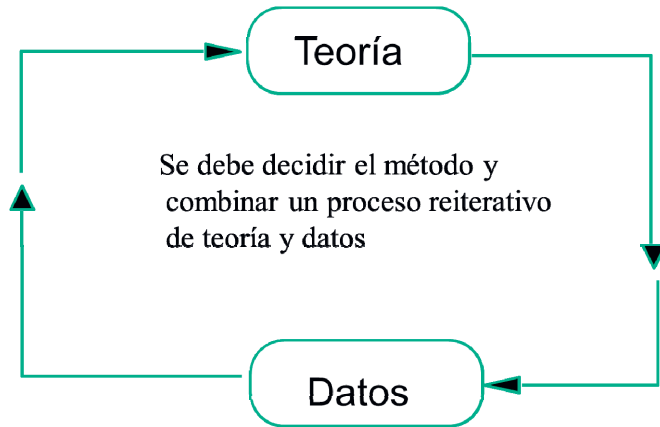 Teoría
Se debe decidir el método y
combinar un proceso reiterativo
de teoría y datos
Datos